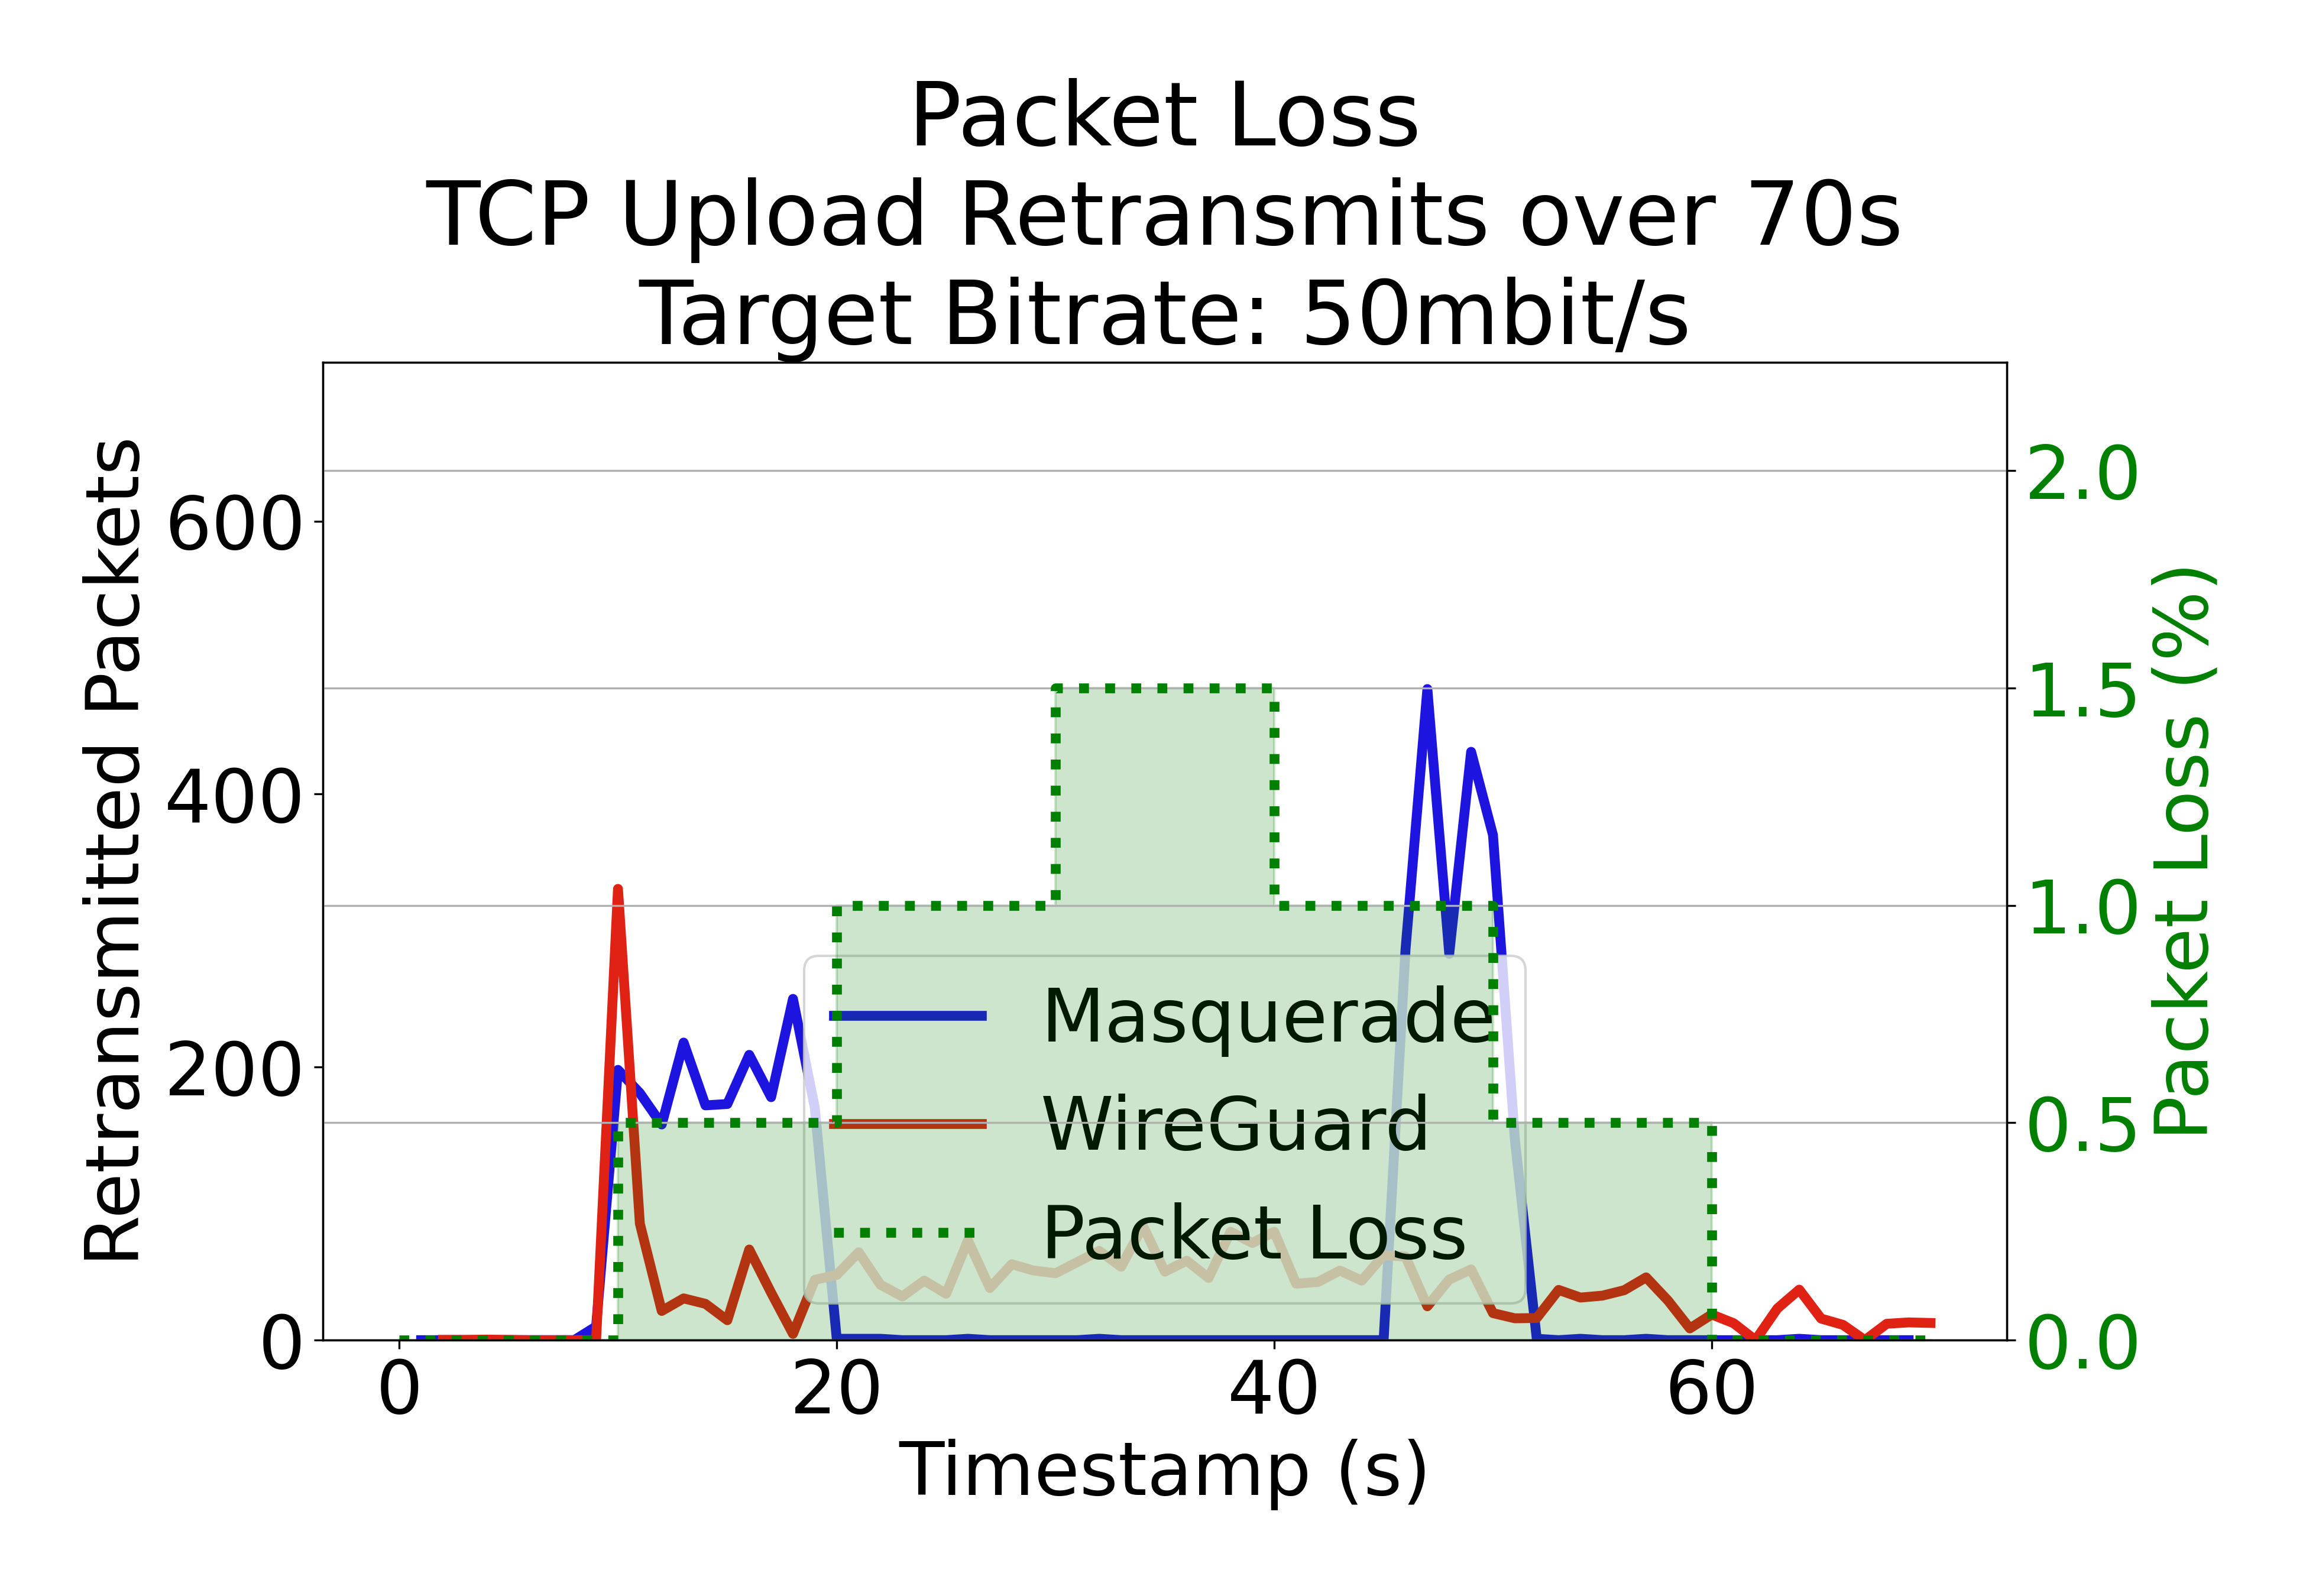 Packet Loss
TCP Upload Retransmits over 70s
Target Bitrate: 50mbit/s
Retransmitted Packets
600
400
200
0
2.0
1.5
1.0
0.5
0.0
Packet Loss (%)
Masquerade
WireGuard
Packet Loss
0 20 40 60
Timestamp (s)